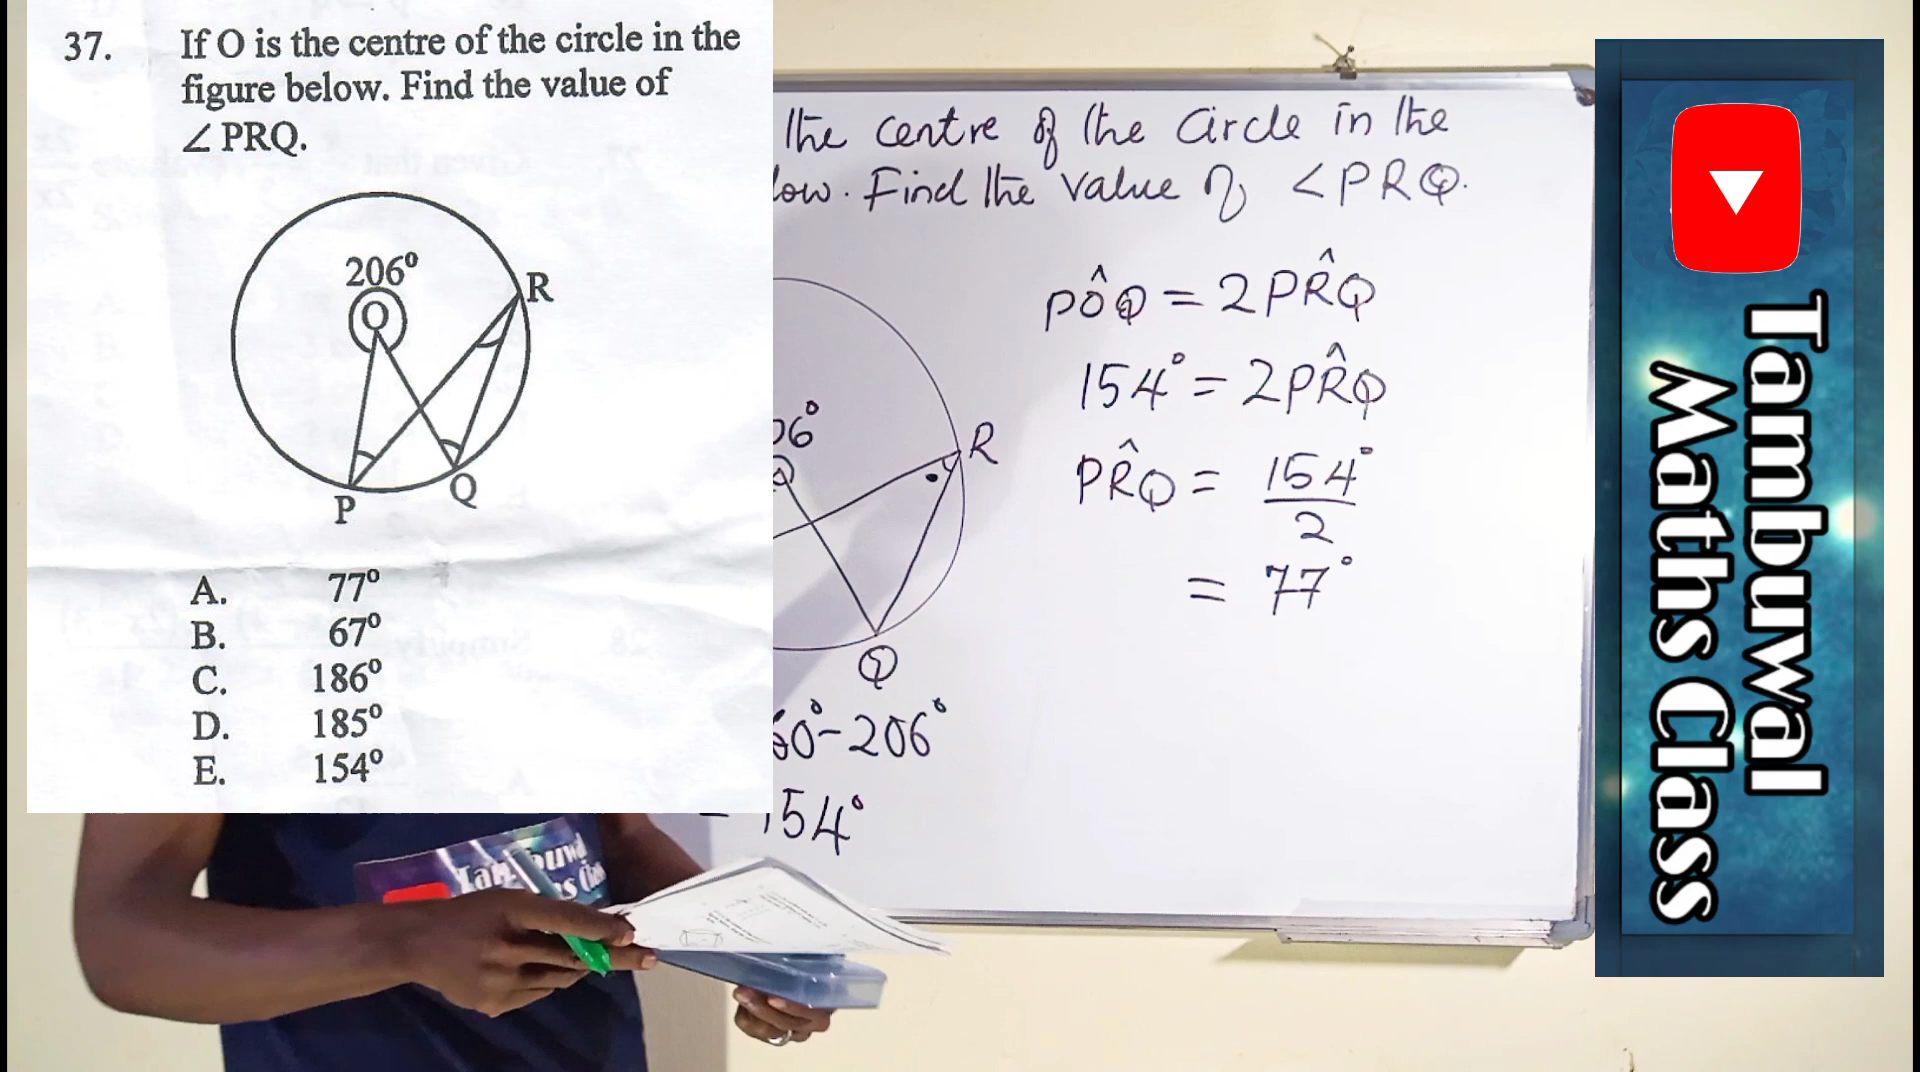 37. If O is the centre of the circle in the
figure below. Find the value of
∠ PRQ.
206°
O
R
P
Q
A. 77°
B. 67°
C. 186°
D. 185°
E. 154°
the centre of the circle in the
low. Find the value of <PRQ.
06°
R
Q
60°-206°
= 154°
PÔQ = 2PR̂Q
154° = 2PR̂Q
PR̂Q = 154°
2
= 77°
Tambuwal
Maths Class